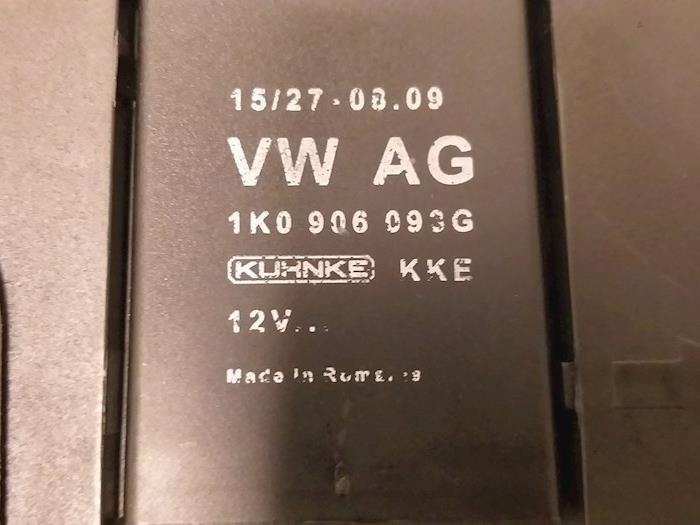 15/27-08.09
VW AG
1K0 906 093G
KUHNKE KKE
12V...
Made in Romania